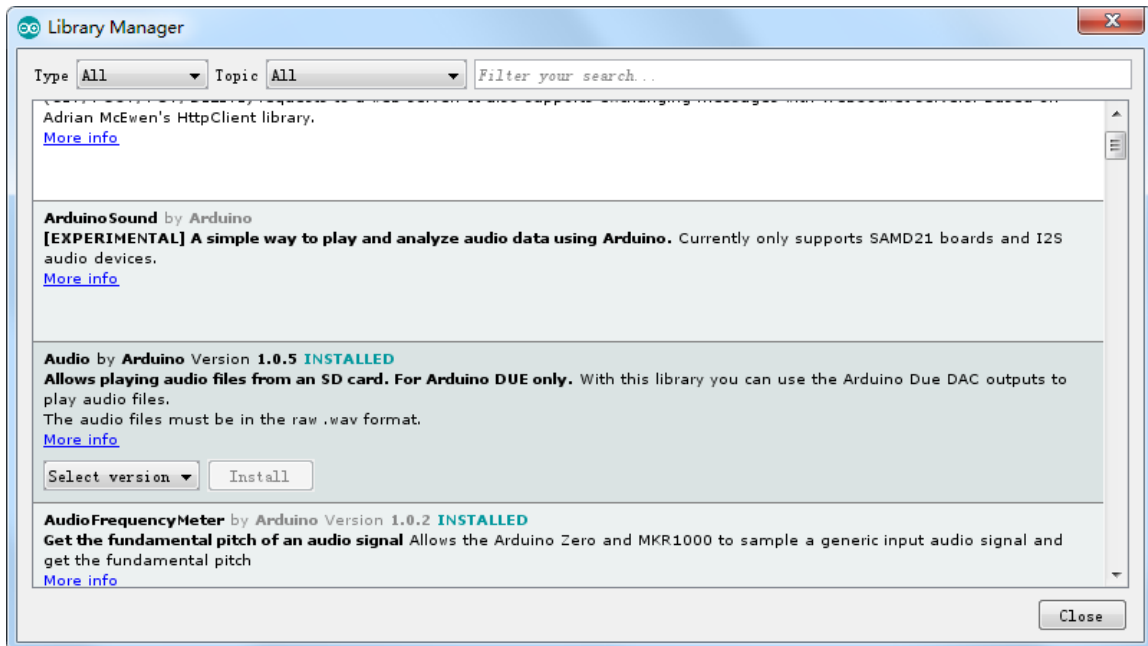 Library Manager
Type All Topic All Filter your search...
Adrian McEwen's HttpClient library.
More info
ArduinoSound by Arduino
[EXPERIMENTAL] A simple way to play and analyze audio data using Arduino. Currently only supports SAMD21 boards and I2S
audio devices.
More info
Audio by Arduino Version 1.0.5 INSTALLED
Allows playing audio files from an SD card. For Arduino DUE only. With this library you can use the Arduino Due DAC outputs to
play audio files.
The audio files must be in the raw .wav format.
More info
Select version Install
AudioFrequencyMeter by Arduino Version 1.0.2 INSTALLED
Get the fundamental pitch of an audio signal Allows the Arduino Zero and MKR1000 to sample a generic input audio signal and
get the fundamental pitch
More info
Close